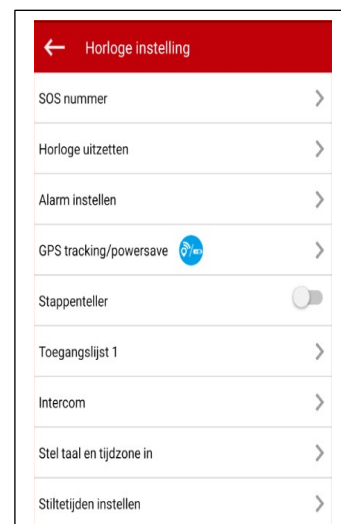 Horloge instelling
SOS nummer
Horloge uitzetten
Alarm instellen
GPS tracking/powersave
Stappenteller
Toegangslijst 1
Intercom
Stel taal en tijdzone in
Stiltetijden instellen